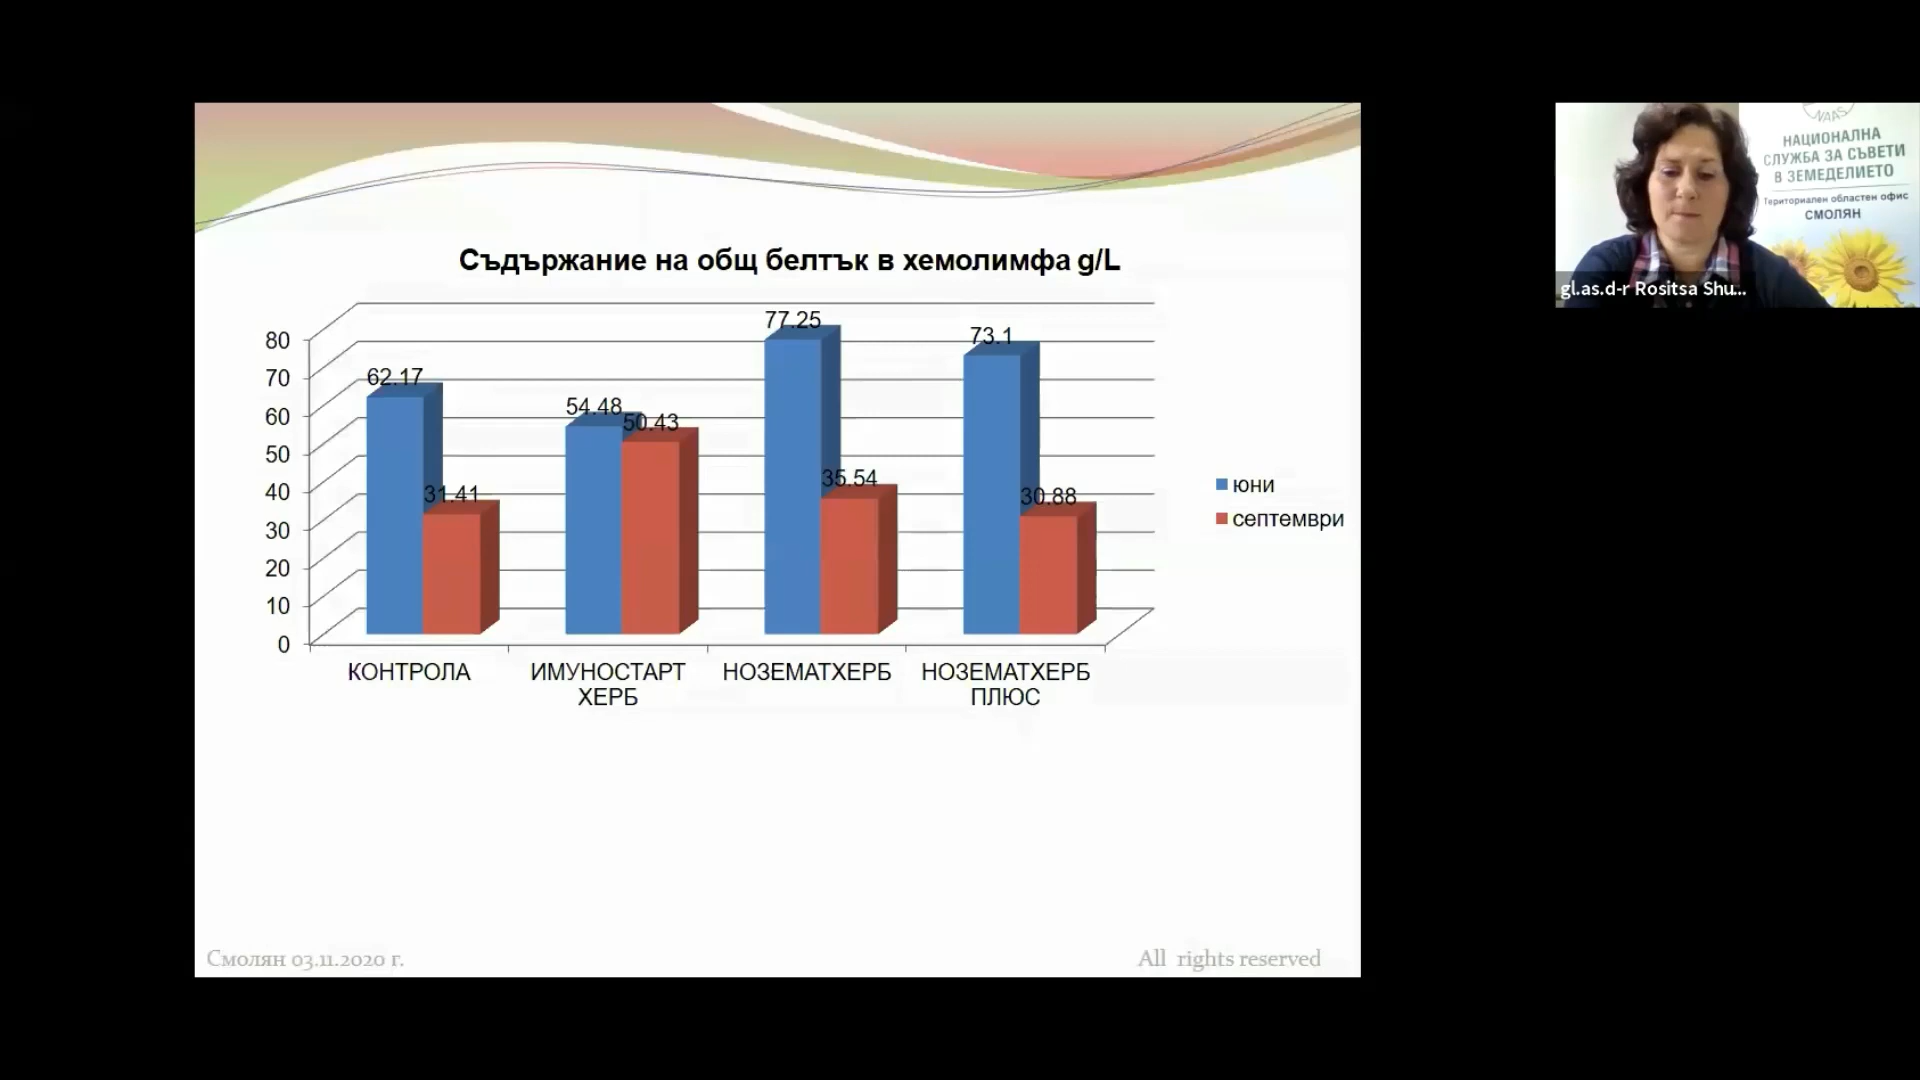 Съдържание на общ белтък в хемолимфа g/L
80
70
60
50
40
30
20
10
0
62.17
31.41
54.48
50.43
77.25
35.54
73.1
30.88
КОНТРОЛА
ИМУНОСТАРТ
ХЕРБ
НОЗЕМАТХЕРБ
НОЗЕМАТХЕРБ
ПЛЮС
юни
септември
Смолян 03.11.2020 г.
All rights reserved
NAAS
НАЦИОНАЛНА
СЛУЖБА ЗА СЪВЕТИ
В ЗЕМЕДЕЛИЕТО
Териториален областен офис
СМОЛЯН
gl.as.d-r Rositsa Shu...